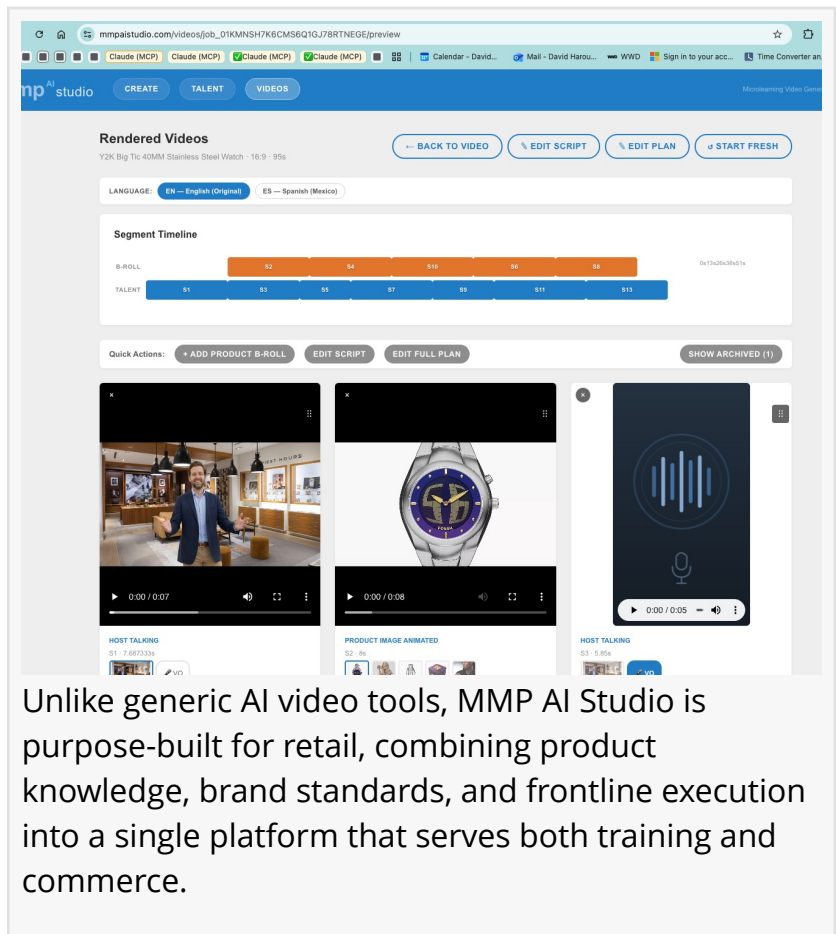 mmpaistudio.com/videos/job_01KMNSH7K6CMS6Q1GJ78RTNEGE/preview
Claude (MCP) Claude (MCP) ✅Claude (MCP) ✅Claude (MCP) Calendar - David... Mail - David Harou... WWD Sign in to your acc... Time Converter an
mp AI studio CREATE TALENT VIDEOS Microlearning Video Gene
Rendered Videos
Y2K Big Tic 40MM Stainless Steel Watch · 16:9 · 95s
← BACK TO VIDEO ✎ EDIT SCRIPT ✎ EDIT PLAN ↺ START FRESH
LANGUAGE: EN — English (Original) ES — Spanish (Mexico)
Segment Timeline
B-ROLL S2 S4 S10 S6 S8 0s13s26s38s51s
TALENT S1 S3 S5 S7 S9 S11 S13
Quick Actions: + ADD PRODUCT B-ROLL EDIT SCRIPT EDIT FULL PLAN SHOW ARCHIVED (1)
FOSSIL
0:00 / 0:07 0:00 / 0:08 0:00 / 0:05
HOST TALKING PRODUCT IMAGE ANIMATED HOST TALKING
S1 · 7.687333s S2 · 8s S3 · 5.85s
VO VO
Unlike generic AI video tools, MMP AI Studio is
purpose-built for retail, combining product
knowledge, brand standards, and frontline execution
into a single platform that serves both training and
commerce.